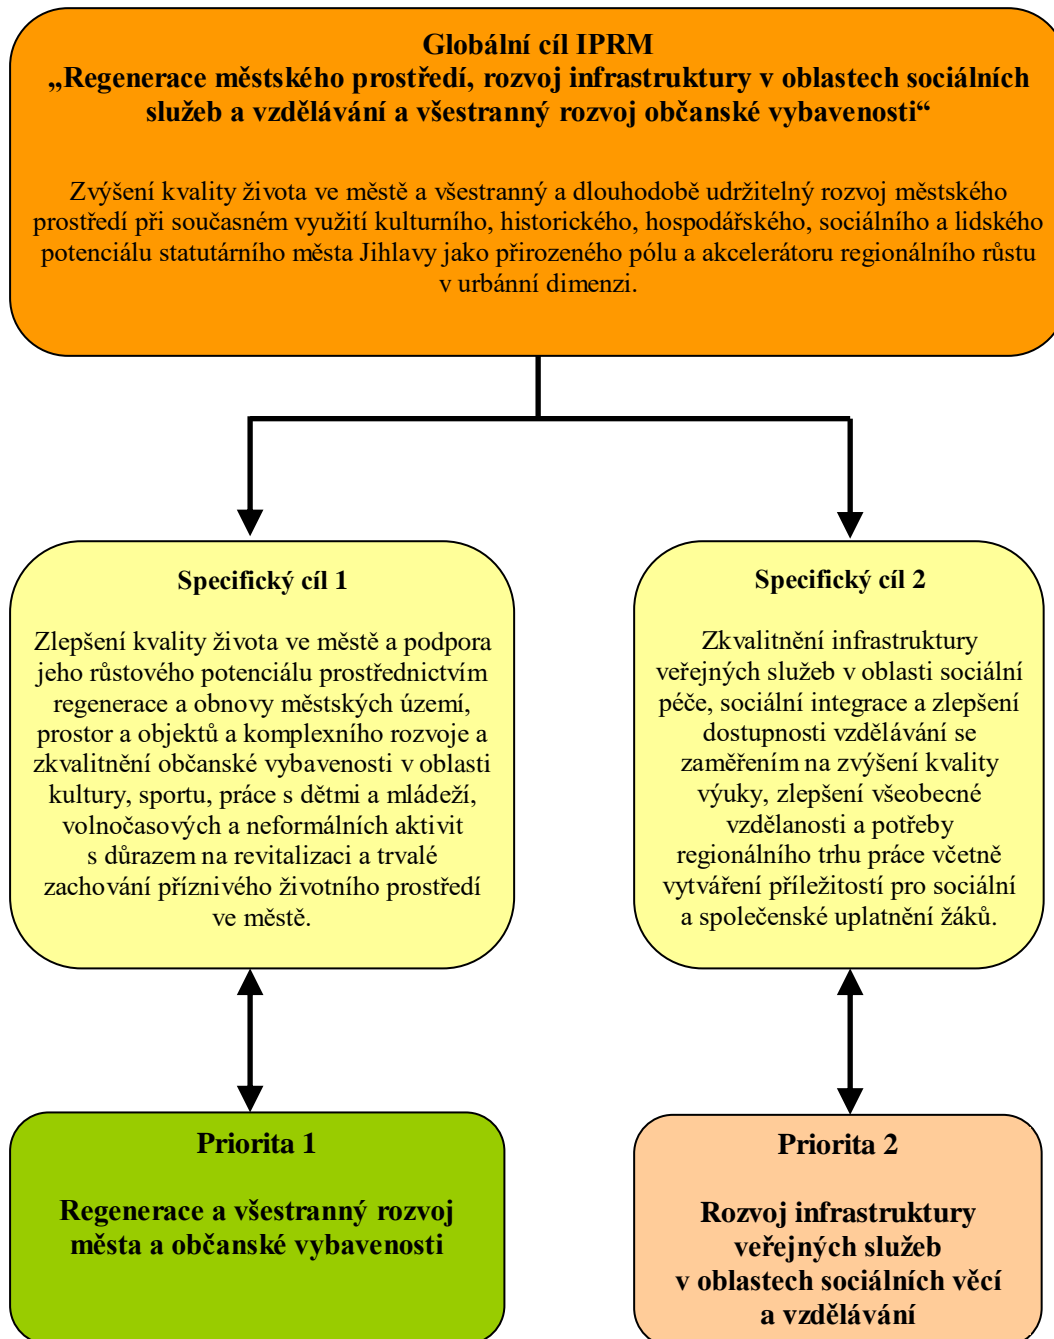 Globální cíl IPRM
„Regenerace městského prostředí, rozvoj infrastruktury v oblastech sociálních
služeb a vzdělávání a všestranný rozvoj občanské vybavenosti“
Zvýšení kvality života ve městě a všestranný a dlouhodobě udržitelný rozvoj městského
prostředí při současném využití kulturního, historického, hospodářského, sociálního a lidského
potenciálu statutárního města Jihlavy jako přirozeného pólu a akcelerátoru regionálního růstu
v urbánní dimenzi.
Specifický cíl 1
Zlepšení kvality života ve městě a podpora
jeho růstového potenciálu prostřednictvím
regenerace a obnovy městských území,
prostor a objektů a komplexního rozvoje a
zkvalitnění občanské vybavenosti v oblasti
kultury, sportu, práce s dětmi a mládeží,
volnočasových a neformálních aktivit
s důrazem na revitalizaci a trvalé
zachování příznivého životního prostředí
ve městě.
Specifický cíl 2
Zkvalitnění infrastruktury
veřejných služeb v oblasti sociální
péče, sociální integrace a zlepšení
dostupnosti vzdělávání se
zaměřením na zvýšení kvality
výuky, zlepšení všeobecné
vzdělanosti a potřeby
regionálního trhu práce včetně
vytváření příležitostí pro sociální
a společenské uplatnění žáků.
Priorita 1
Regenerace a všestranný rozvoj
města a občanské vybavenosti
Priorita 2
Rozvoj infrastruktury
veřejných služeb
v oblastech sociálních věcí
a vzdělávání